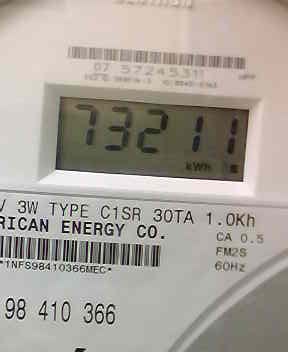 07 57245311
73211
kWh
V 3W TYPE C1SR 30TA 1.0Kh
RICAN ENERGY CO.
CA 0.5
FM2S
*1NFS98410366MEC*
60Hz
98 410 366